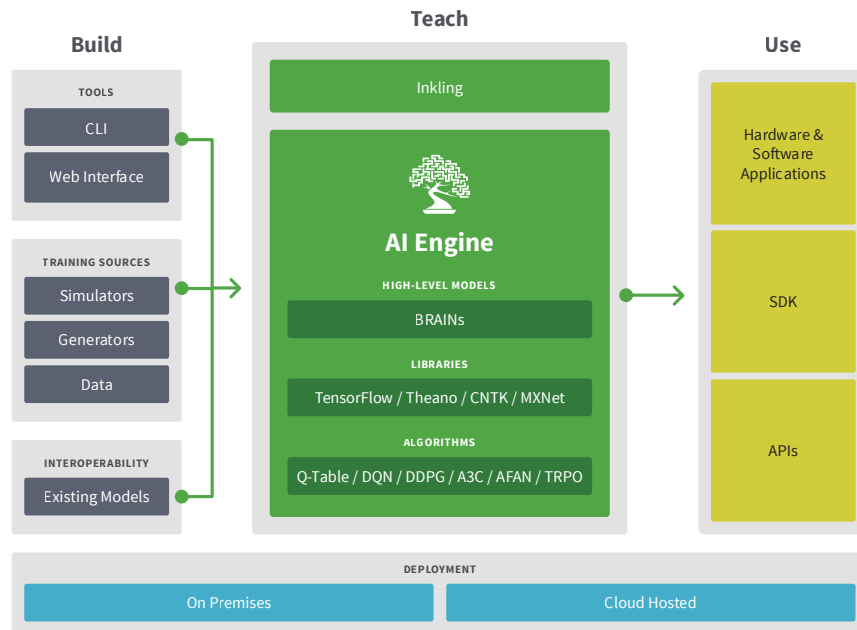 Build
TOOLS
CLI
Web Interface
TRAINING SOURCES
Simulators
Generators
Data
INTEROPERABILITY
Existing Models
Teach
Inkling
AI Engine
HIGH-LEVEL MODELS
BRAINs
LIBRARIES
TensorFlow / Theano / CNTK / MXNet
ALGORITHMS
Q-Table / DQN / DDPG / A3C / AFAN / TRPO
Use
Hardware &
Software
Applications
SDK
APIs
DEPLOYMENT
On Premises
Cloud Hosted